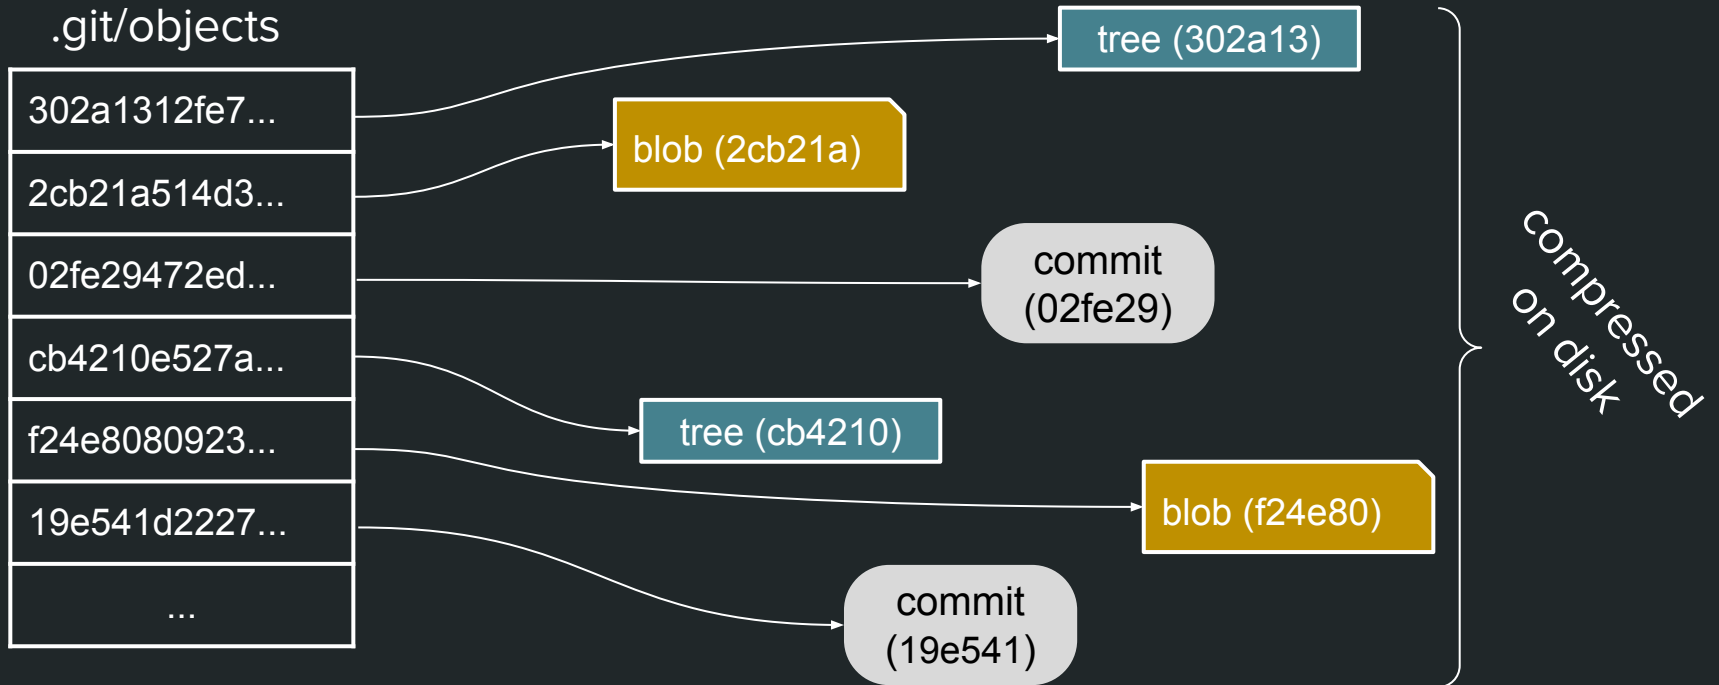 .git/objects
302a1312fe7...
2cb21a514d3...
02fe29472ed...
cb4210e527a...
f24e8080923...
19e541d2227...
...
tree (302a13)
blob (2cb21a)
commit
(02fe29)
tree (cb4210)
blob (f24e80)
commit
(19e541)
compressed
on disk